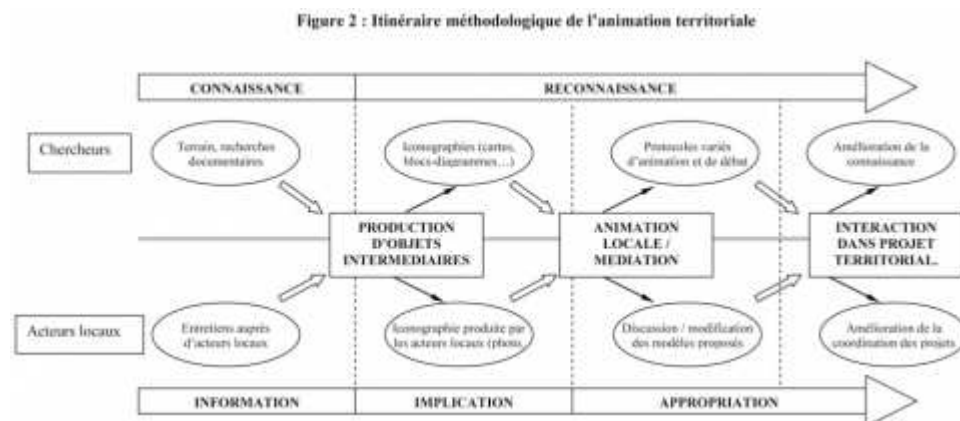 Figure 2 : Itinéraire méthodologique de l'animation territoriale
CONNAISSANCE
RECONNAISSANCE
Chercheurs
Terrain, recherches
documentaires
Iconographies (cartes,
blocs-diagrammes…)
Protocoles variés
d'animation et de débat
Amélioration de la
connaissance
PRODUCTION
D'OBJETS
INTERMEDIAIRES
ANIMATION
LOCALE /
MEDIATION
INTERACTION
DANS PROJET
TERRITORIAL.
Acteurs locaux
Entretiens auprès
d'acteurs locaux
Iconographie produite par
les acteurs locaux (photo,
Discussion / modification
des modèles proposés
Amélioration de la
coordination des projets
INFORMATION
IMPLICATION
APPROPRIATION